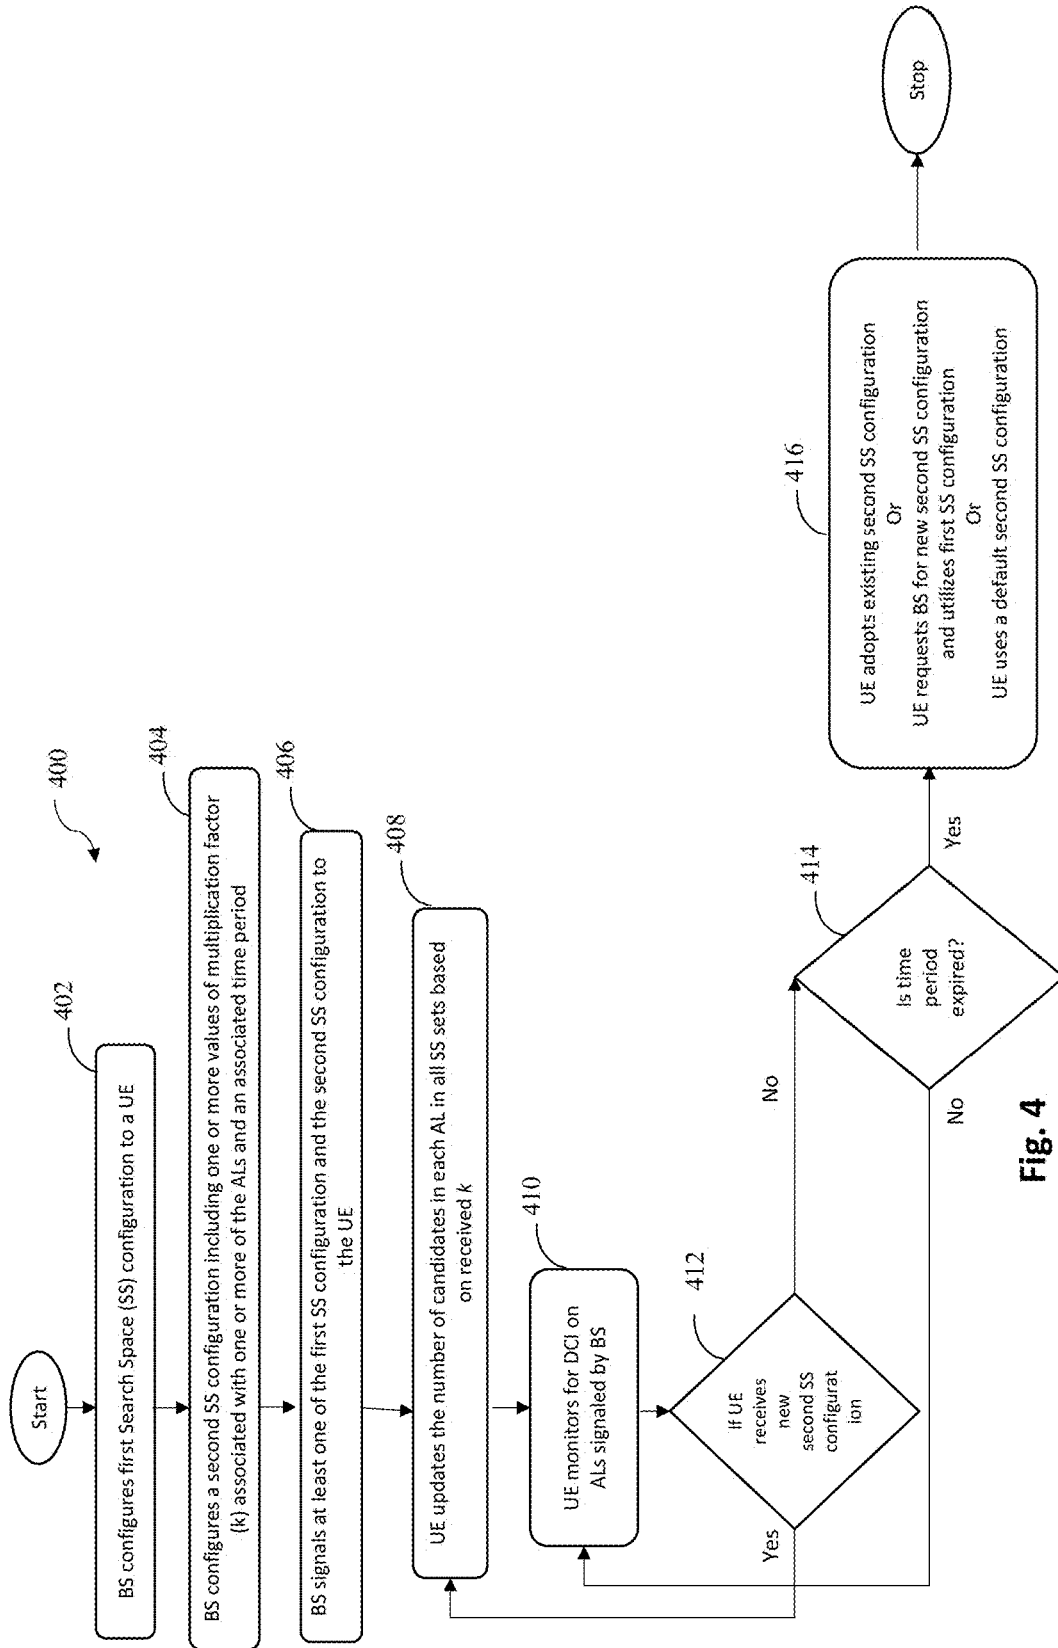 400
Start
402
BS configures first Search Space (SS) configuration to a UE
404
BS configures a second SS configuration including one or more values of multiplication factor
(k) associated with one or more of the ALs and an associated time period
406
BS signals at least one of the first SS configuration and the second SS configuration to
the UE
408
UE updates the number of candidates in each AL in all SS sets based
on received k
410
UE monitors for DCI on
ALs signaled by BS
412
If UE
receives
new
second SS
configurat
ion
Yes
No
414
Is time
period
expired?
No
Yes
416
UE adopts existing second SS configuration
Or
UE requests BS for new second SS configuration
and utilizes first SS configuration
Or
UE uses a default second SS configuration
Stop
Fig. 4